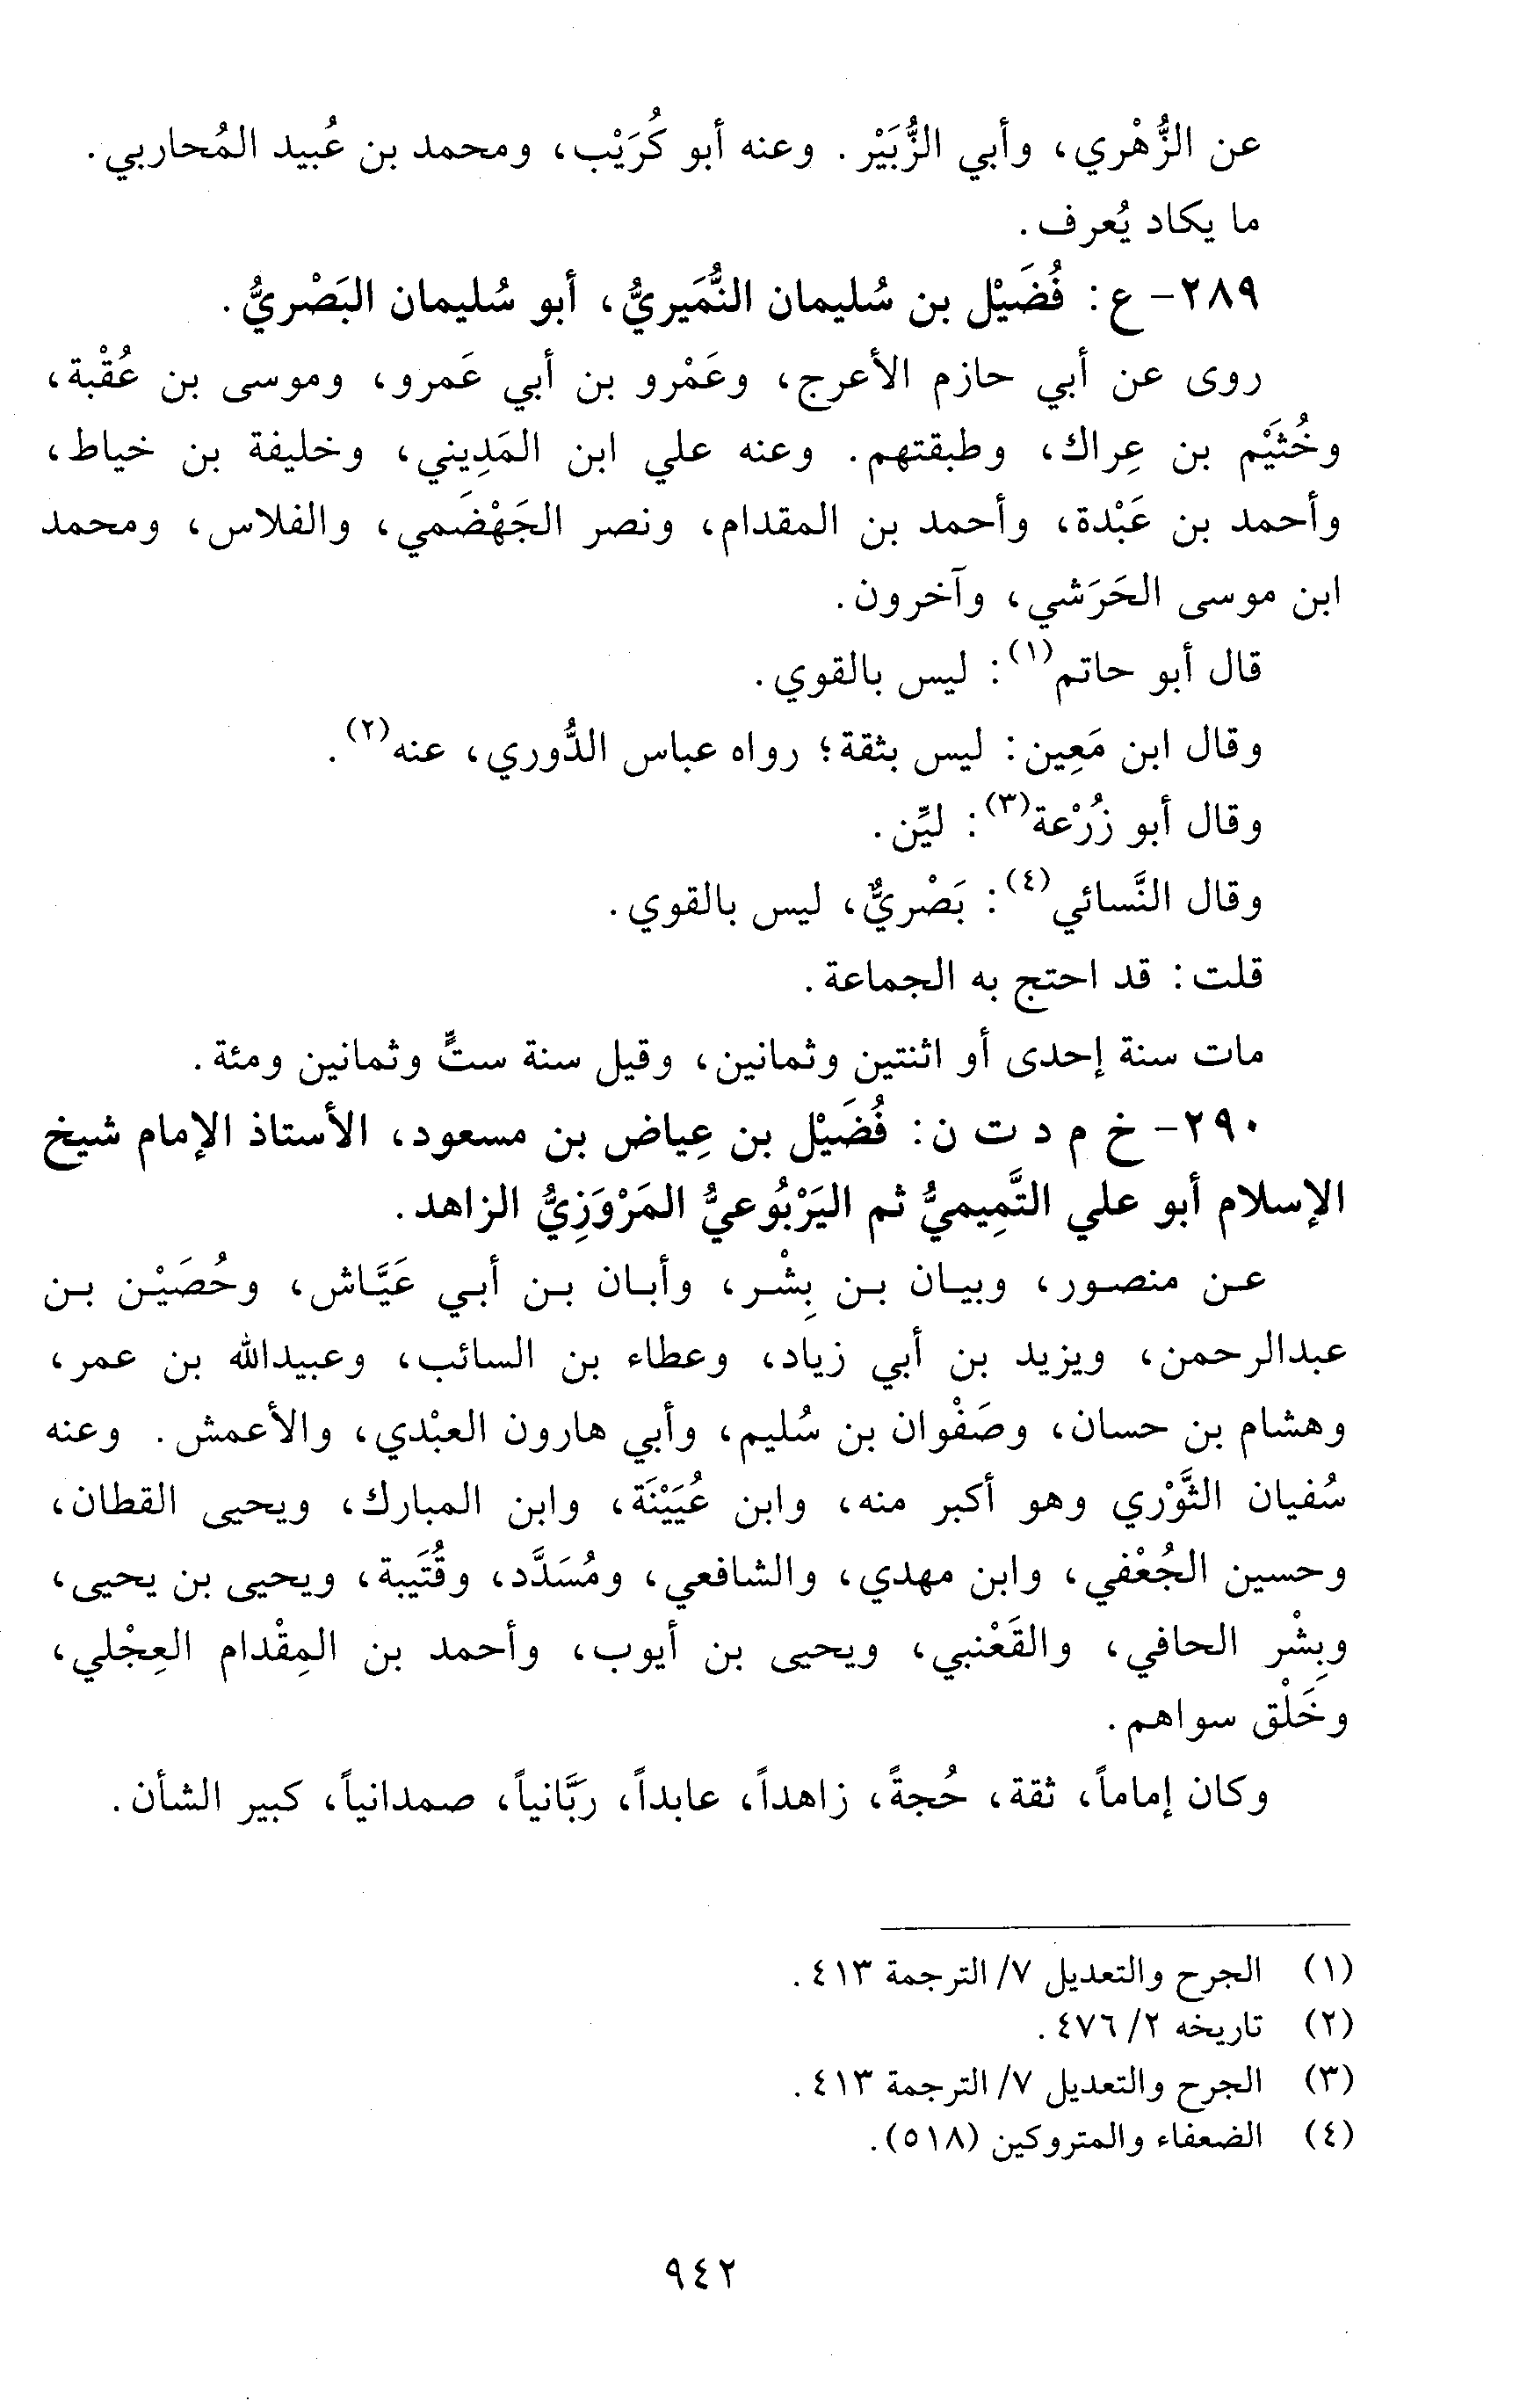 عن الزُّهْري، وأبي الزُّبَيْر. وعنه أبو كُرَيْب، ومحمد بن عُبيد المُحاربي.
ما يكاد يُعرف.
٢٨٩- ع: فُضَيْل بن سُليمان النُّمَيريُّ، أبو سُليمان البَصْريُّ.
روى عن أبي حازم الأعرج، وعَمْرو بن أبي عَمرو، وموسى بن عُقْبة،
وخُثَيْم بن عِراك، وطبقتهم. وعنه علي ابن المَدِيني، وخليفة بن خياط،
وأحمد بن عَبْدة، وأحمد بن المقدام، ونصر الجَهْضَمي، والفلاس، ومحمد
ابن موسى الحَرَشي، وآخرون.
قال أبو حاتم(١): ليس بالقوي.
وقال ابن مَعِين: ليس بثقة؛ رواه عباس الدُّوري، عنه(٢).
وقال أبو زُرْعة(٣): ليِّن.
وقال النَّسائي(٤): بَصْريٌّ، ليس بالقوي.
قلت: قد احتج به الجماعة.
مات سنة إحدى أو اثنتين وثمانين، وقيل سنة ستٍّ وثمانين ومئة.
٢٩٠- خ م د ت ن: فُضَيْل بن عِياض بن مسعود، الأستاذ الإمام شيخ
الإسلام أبو علي التَّمِيميُّ ثم اليَرْبُوعيُّ المَرْوَزِيُّ الزاهد.
عن منصور، وبيان بن بِشْر، وأبان بن أبي عَيَّاش، وحُصَيْن بن
عبدالرحمن، ويزيد بن أبي زياد، وعطاء بن السائب، وعبيدالله بن عمر،
وهشام بن حسان، وصَفْوان بن سُليم، وأبي هارون العبْدي، والأعمش. وعنه
سُفيان الثَّوْري وهو أكبر منه، وابن عُيَيْنَة، وابن المبارك، ويحيى القطان،
وحسين الجُعْفي، وابن مهدي، والشافعي، ومُسَدَّد، وقُتَيبة، ويحيى بن يحيى،
وبِشْر الحافي، والقَعْنبي، ويحيى بن أيوب، وأحمد بن المِقْدام العِجْلي،
وخَلْق سواهم.
وكان إماماً، ثقة، حُجةً، زاهداً، عابداً، ربَّانياً، صمدانياً، كبير الشأن.
(١) الجرح والتعديل ٧/ الترجمة ٤١٣.
(٢) تاريخه ٢/ ٤٧٦.
(٣) الجرح والتعديل ٧/ الترجمة ٤١٣.
(٤) الضعفاء والمتروكين (٥١٨).
٩٤٢